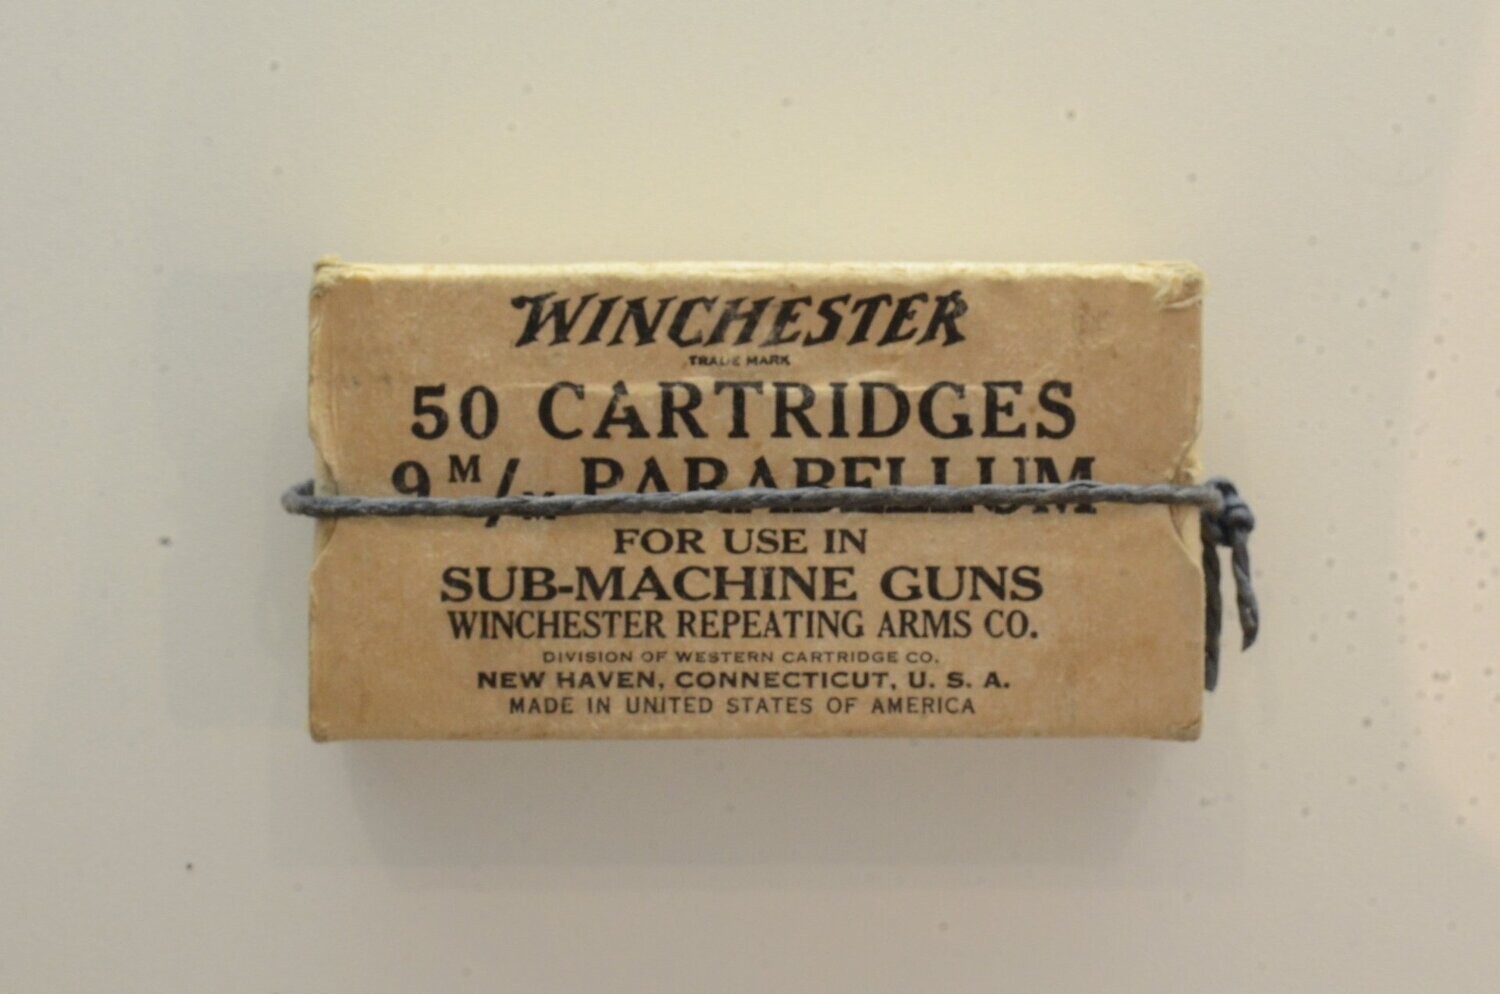 WINCHESTER
TRADE MARK
50 CARTRIDGES
9 M/M PARABELLUM
FOR USE IN
SUB-MACHINE GUNS
WINCHESTER REPEATING ARMS CO.
DIVISION OF WESTERN CARTRIDGE CO.
NEW HAVEN, CONNECTICUT, U. S. A.
MADE IN UNITED STATES OF AMERICA